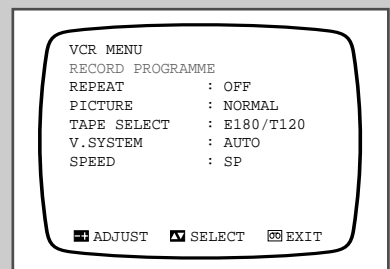 VCR MENU
RECORD PROGRAMME
REPEAT : OFF
PICTURE : NORMAL
TAPE SELECT : E180/T120
V.SYSTEM : AUTO
SPEED : SP
-+ ADJUST ▲▼ SELECT EXIT